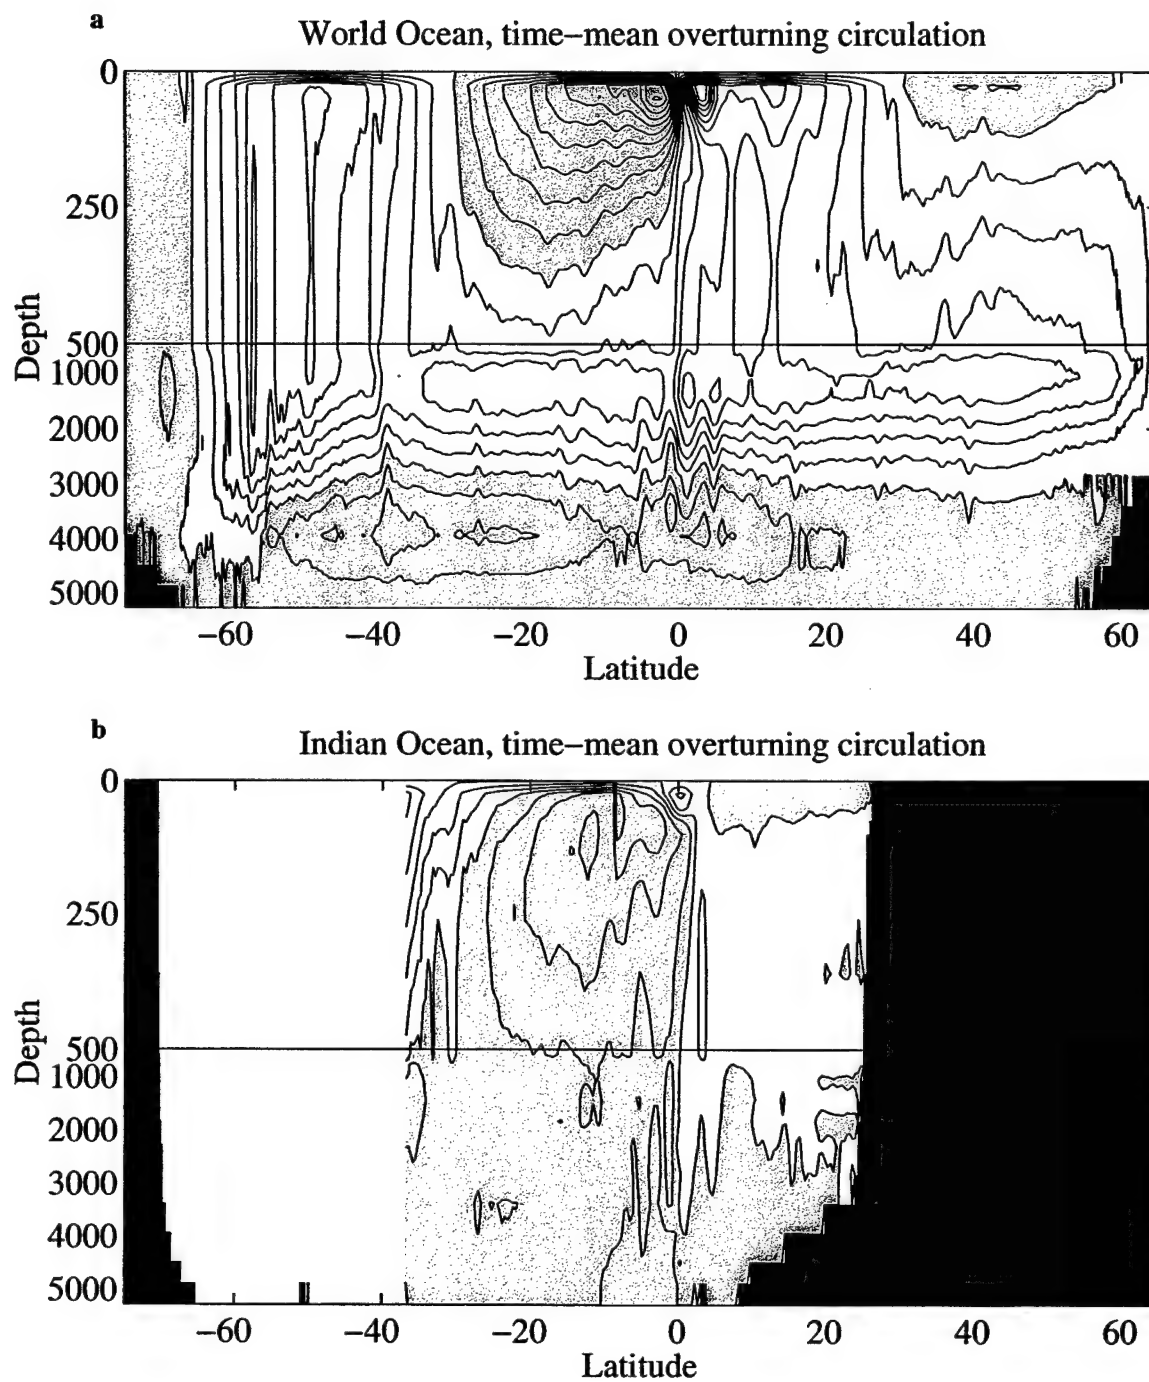 a
World Ocean, time–mean overturning circulation
0
250
500
1000
2000
3000
4000
5000
Depth
−60 −40 −20 0 20 40 60
Latitude
b
Indian Ocean, time–mean overturning circulation
0
250
500
1000
2000
3000
4000
5000
Depth
−60 −40 −20 0 20 40 60
Latitude